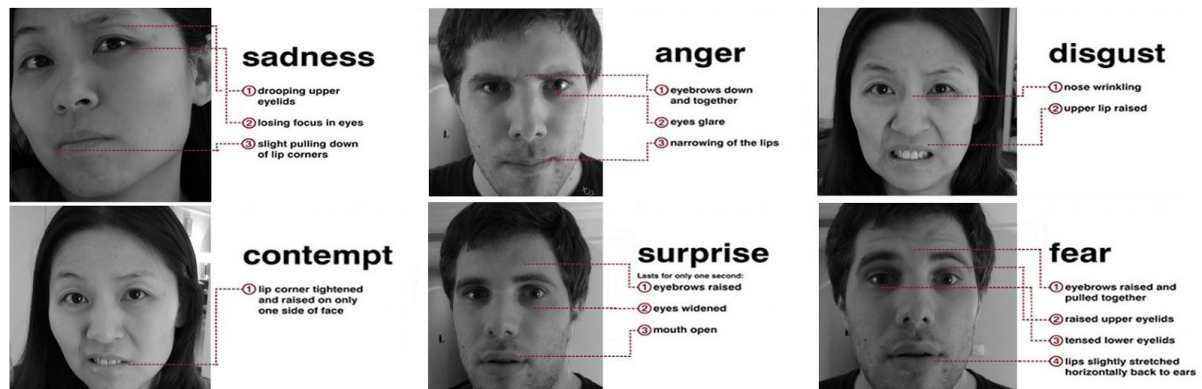 sadness
1 drooping upper
eyelids
2 losing focus in eyes
3 slight pulling down
of lip corners
anger
1 eyebrows down
and together
2 eyes glare
3 narrowing of the lips
disgust
1 nose wrinkling
2 upper lip raised
contempt
1 lip corner tightened
and raised on only
one side of face
surprise
Lasts for only one second:
1 eyebrows raised
2 eyes widened
3 mouth open
fear
1 eyebrows raised and
pulled together
2 raised upper eyelids
3 tensed lower eyelids
4 lips slightly stretched
horizontally back to ears